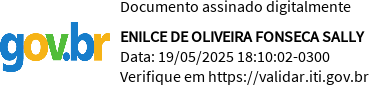 Documento assinado digitalmente
gov.br
ENILCE DE OLIVEIRA FONSECA SALLY
Data: 19/05/2025 18:10:02-0300
Verifique em https://validar.iti.gov.br